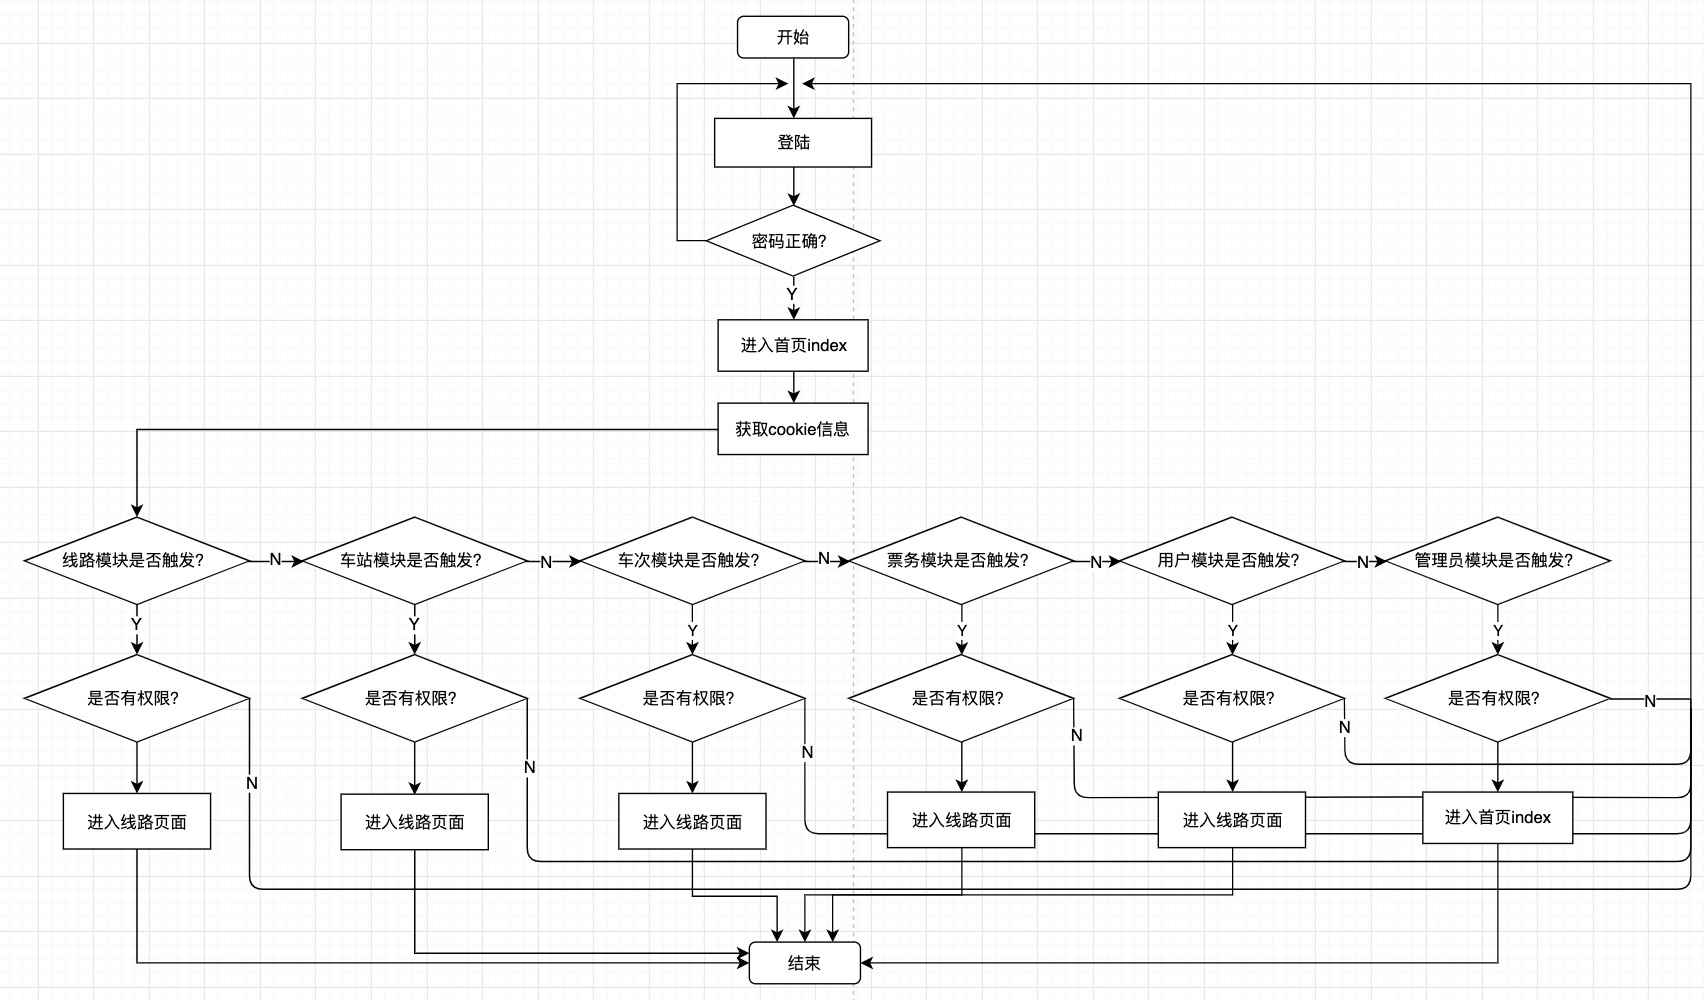 开始
登陆
密码正确?
Y
进入首页index
获取cookie信息
线路模块是否触发?
N
车站模块是否触发?
N
车次模块是否触发?
N
票务模块是否触发?
N
用户模块是否触发?
N
管理员模块是否触发?
Y
Y
Y
Y
Y
Y
是否有权限?
是否有权限?
是否有权限?
是否有权限?
是否有权限?
是否有权限?
N
N
N
N
N
N
进入线路页面
进入线路页面
进入线路页面
进入线路页面
进入线路页面
进入首页index
结束